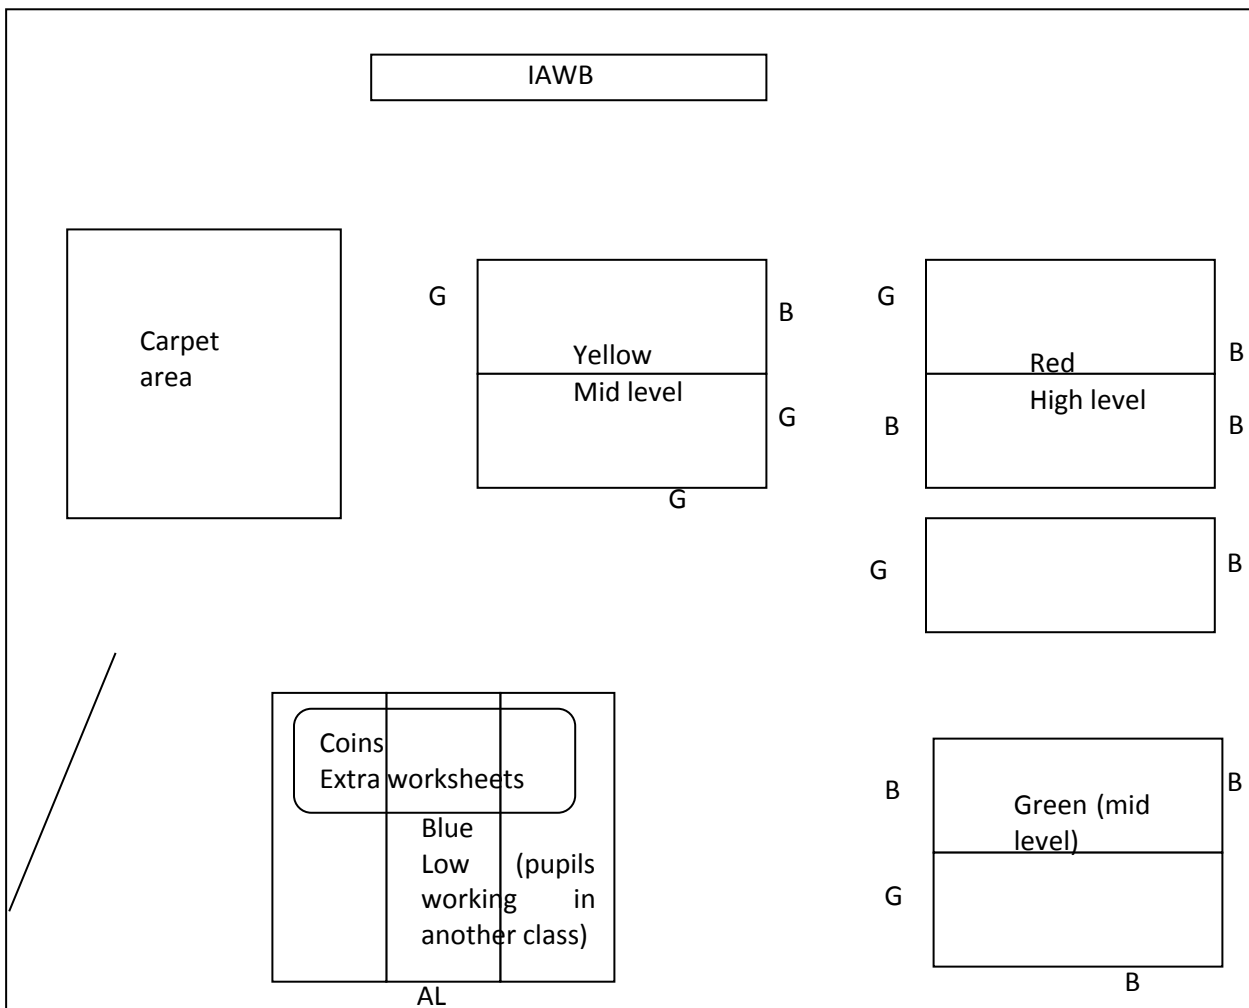 IAWB
G
B
G
Carpet
area
Yellow
Mid level
Red
High level
B
G
B
B
G
G
B
Coins
Extra worksheets
Blue
Low (pupils
working in
another class)
AL
B
B
Green (mid
level)
G
B